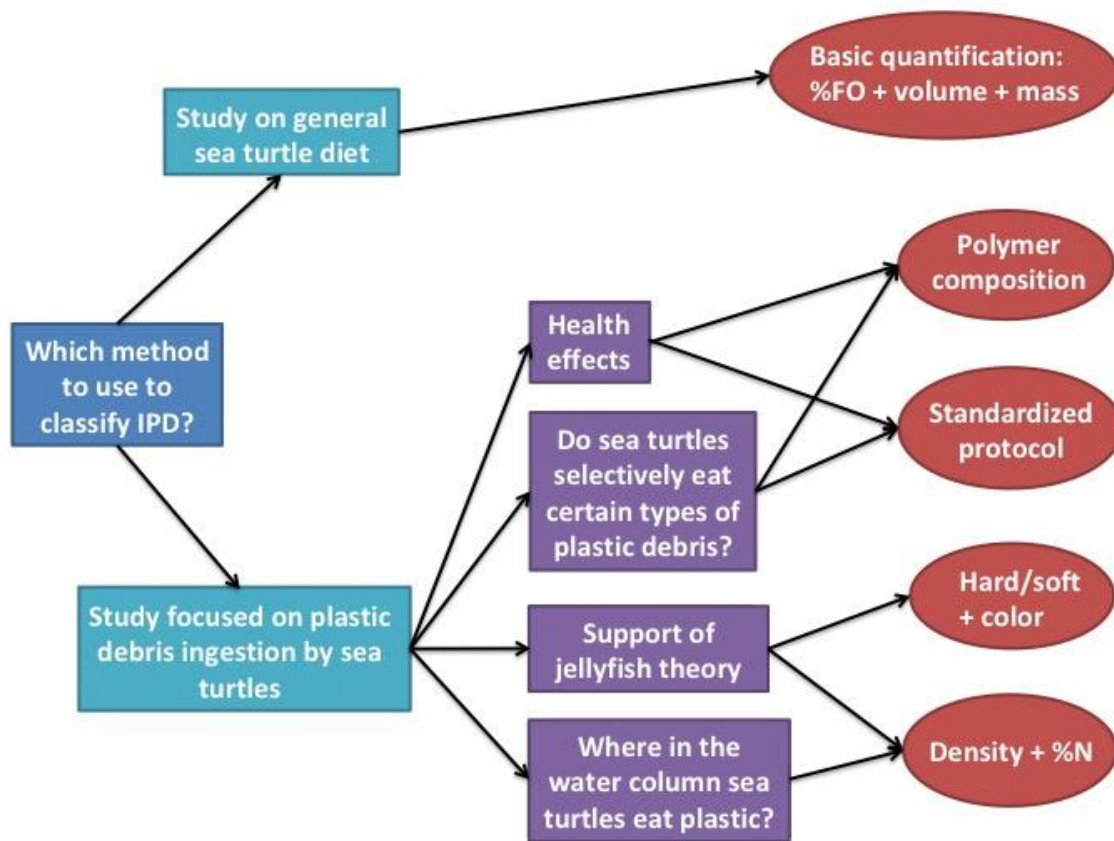 Basic quantification:
%FO + volume + mass
Study on general
sea turtle diet
Polymer
composition
Health
effects
Which method
to use to
classify IPD?
Standardized
protocol
Do sea turtles
selectively eat
certain types of
plastic debris?
Hard/soft
+ color
Study focused on plastic
debris ingestion by sea
turtles
Support of
jellyfish theory
Density + %N
Where in the
water column sea
turtles eat plastic?